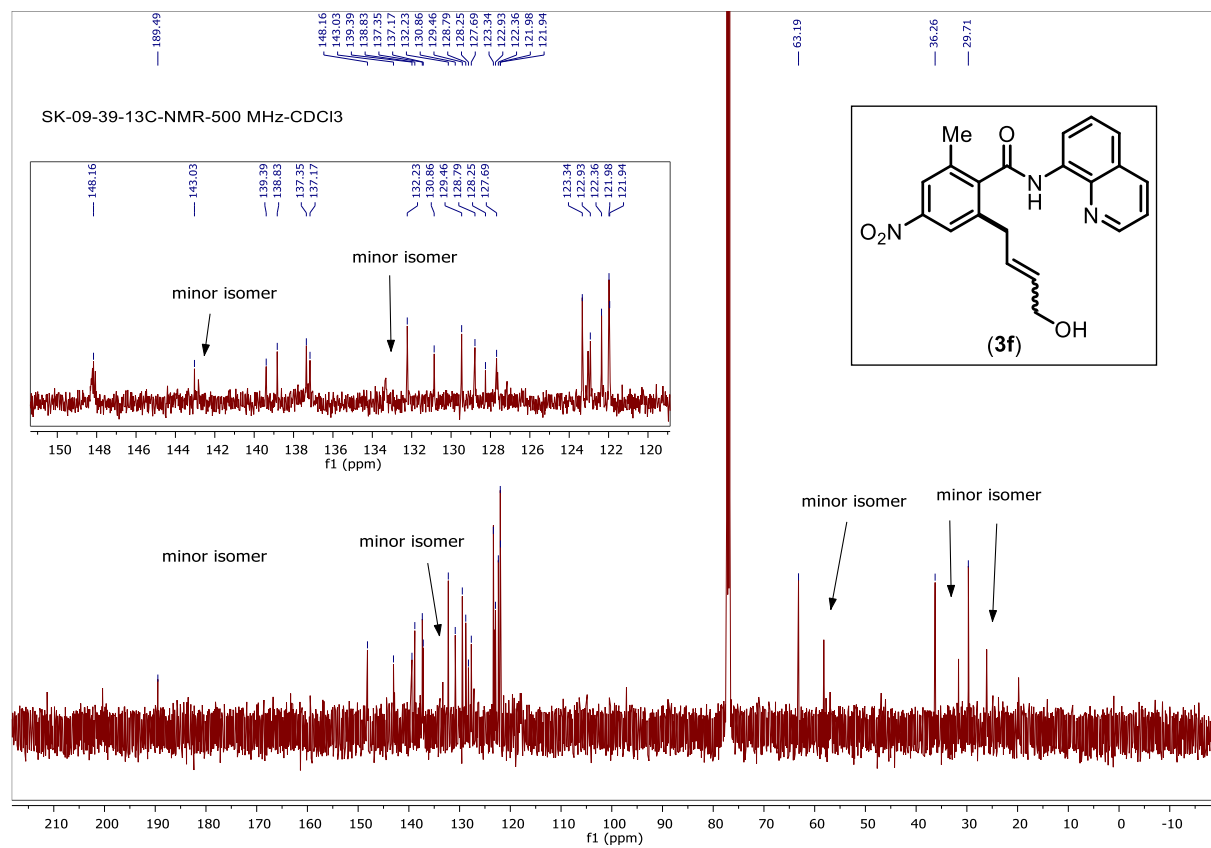 189.49
148.16
143.03
139.39
138.83
137.35
137.17
132.23
130.86
129.46
128.79
128.25
127.69
123.34
122.93
122.36
121.98
121.94
63.19
36.26
29.71
SK-09-39-13C-NMR-500 MHz-CDCl3
148.16
143.03
139.39
138.83
137.35
137.17
132.23
130.86
129.46
128.79
128.25
127.69
123.34
122.93
122.36
121.98
121.94
minor isomer
minor isomer
150 148 146 144 142 140 138 136 134 132 130 128 126 124 122 120
f1 (ppm)
Me
O
N
H
N
O2N
OH
(3f)
minor isomer
minor isomer
minor isomer
minor isomer
210 200 190 180 170 160 150 140 130 120 110 100 90 80 70 60 50 40 30 20 10 0 -10
f1 (ppm)